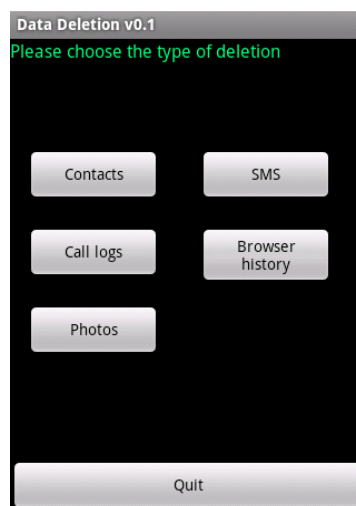 Data Deletion v0.1
Please choose the type of deletion
Contacts
SMS
Call logs
Browser
history
Photos
Quit